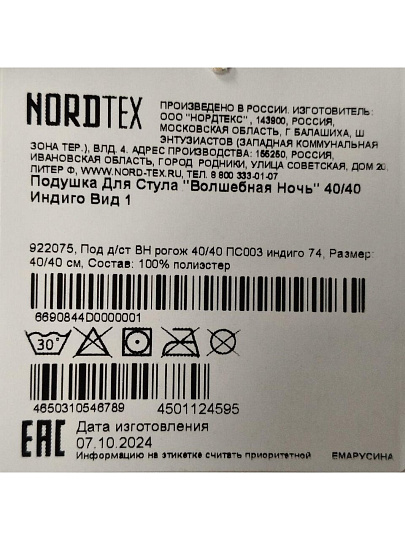 NORDTEX
ПРОИЗВЕДЕНО В РОССИИ. ИЗГОТОВИТЕЛЬ:
ООО "НОРДТЕКС", 143900, РОССИЯ,
МОСКОВСКАЯ ОБЛАСТЬ, Г БАЛАШИХА, Ш
ЭНТУЗИАСТОВ (ЗАПАДНАЯ КОММУНАЛЬНАЯ
ЗОНА ТЕР.), ВЛД. 4. АДРЕС ПРОИЗВОДСТВА: 155250, РОССИЯ,
ИВАНОВСКАЯ ОБЛАСТЬ, ГОРОД РОДНИКИ, УЛИЦА СОВЕТСКАЯ, ДОМ 20,
ЛИТЕР Ф, WWW.NORD-TEX.RU, ТЕЛ. 8 800 333-01-07
Подушка Для Стула "Волшебная Ночь" 40/40
Индиго Вид 1
922075, Под д/ст ВН рогож 40/40 ПС003 индиго 74, Размер:
40/40 см, Состав: 100% полиэстер
6690844D0000001
30°
4650310546789 4501124595
EAC Дата изготовления
07.10.2024
Информацию на этикетке считать приоритетной ЕМАРУСИНА